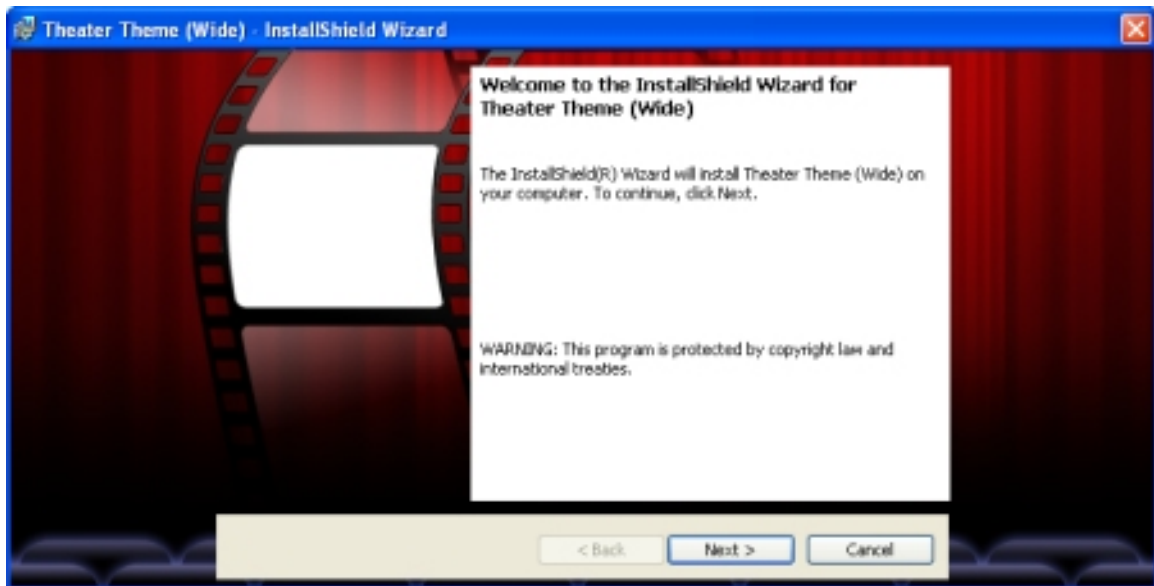 Theater Theme (Wide) - InstallShield Wizard
Welcome to the InstallShield Wizard for
Theater Theme (Wide)
The InstallShield(R) Wizard will install Theater Theme (Wide) on
your computer. To continue, click Next.
WARNING: This program is protected by copyright law and
international treaties.
< Back
Next >
Cancel